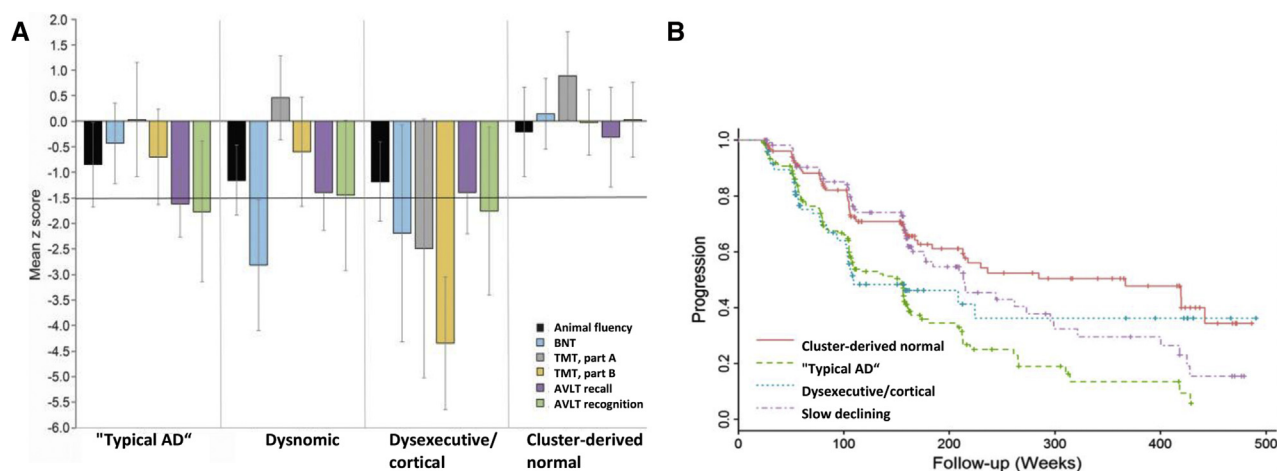 A
Mean z score
2.0
1.5
1.0
0.5
0.0
-0.5
-1.0
-1.5
-2.0
-2.5
-3.0
-3.5
-4.0
-4.5
-5.0
-5.5
-6.0
Animal fluency
BNT
TMT, part A
TMT, part B
AVLT recall
AVLT recognition
"Typical AD“
Dysnomic
Dysexecutive/
cortical
Cluster-derived
normal
B
Progression
1.0
0.8
0.6
0.4
0.2
0.0
Cluster-derived normal
"Typical AD“
Dysexecutive/cortical
Slow declining
0 100 200 300 400 500
Follow-up (Weeks)